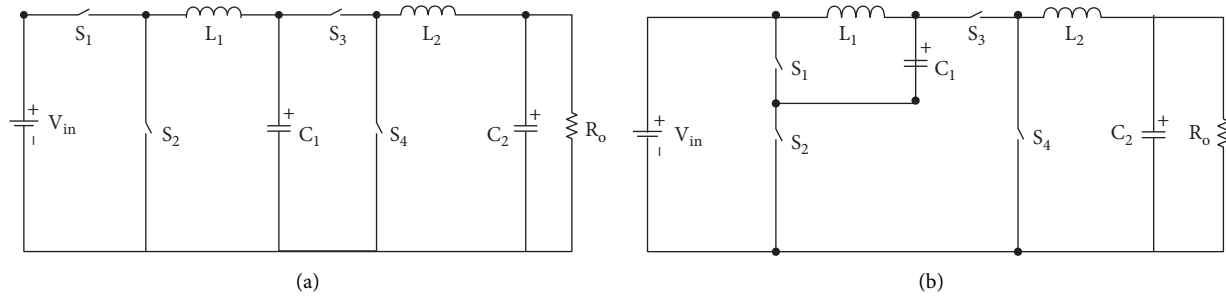 S₁ L₁ S₃ L₂
+ V_in − S₂ + C₁ S₄ + C₂ R_o
(a)
L₁ + C₁ S₃ L₂
S₁
+ V_in − S₂ S₄ + C₂ R_o
(b)